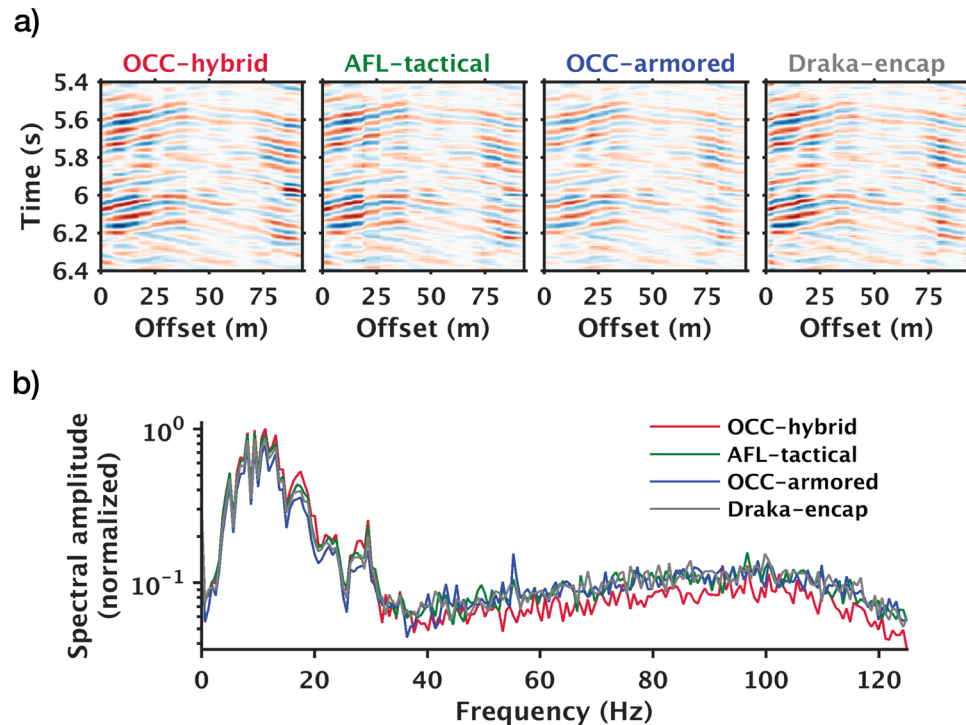 a)
OCC-hybrid AFL-tactical OCC-armored Draka-encap
5.4
5.6
5.8
6
6.2
6.4
Time (s)
0 25 50 75 0 25 50 75 0 25 50 75 0 25 50 75
Offset (m) Offset (m) Offset (m) Offset (m)
b)
Spectral amplitude
(normalized)
10⁰
10⁻¹
OCC-hybrid
AFL-tactical
OCC-armored
Draka-encap
0 20 40 60 80 100 120
Frequency (Hz)